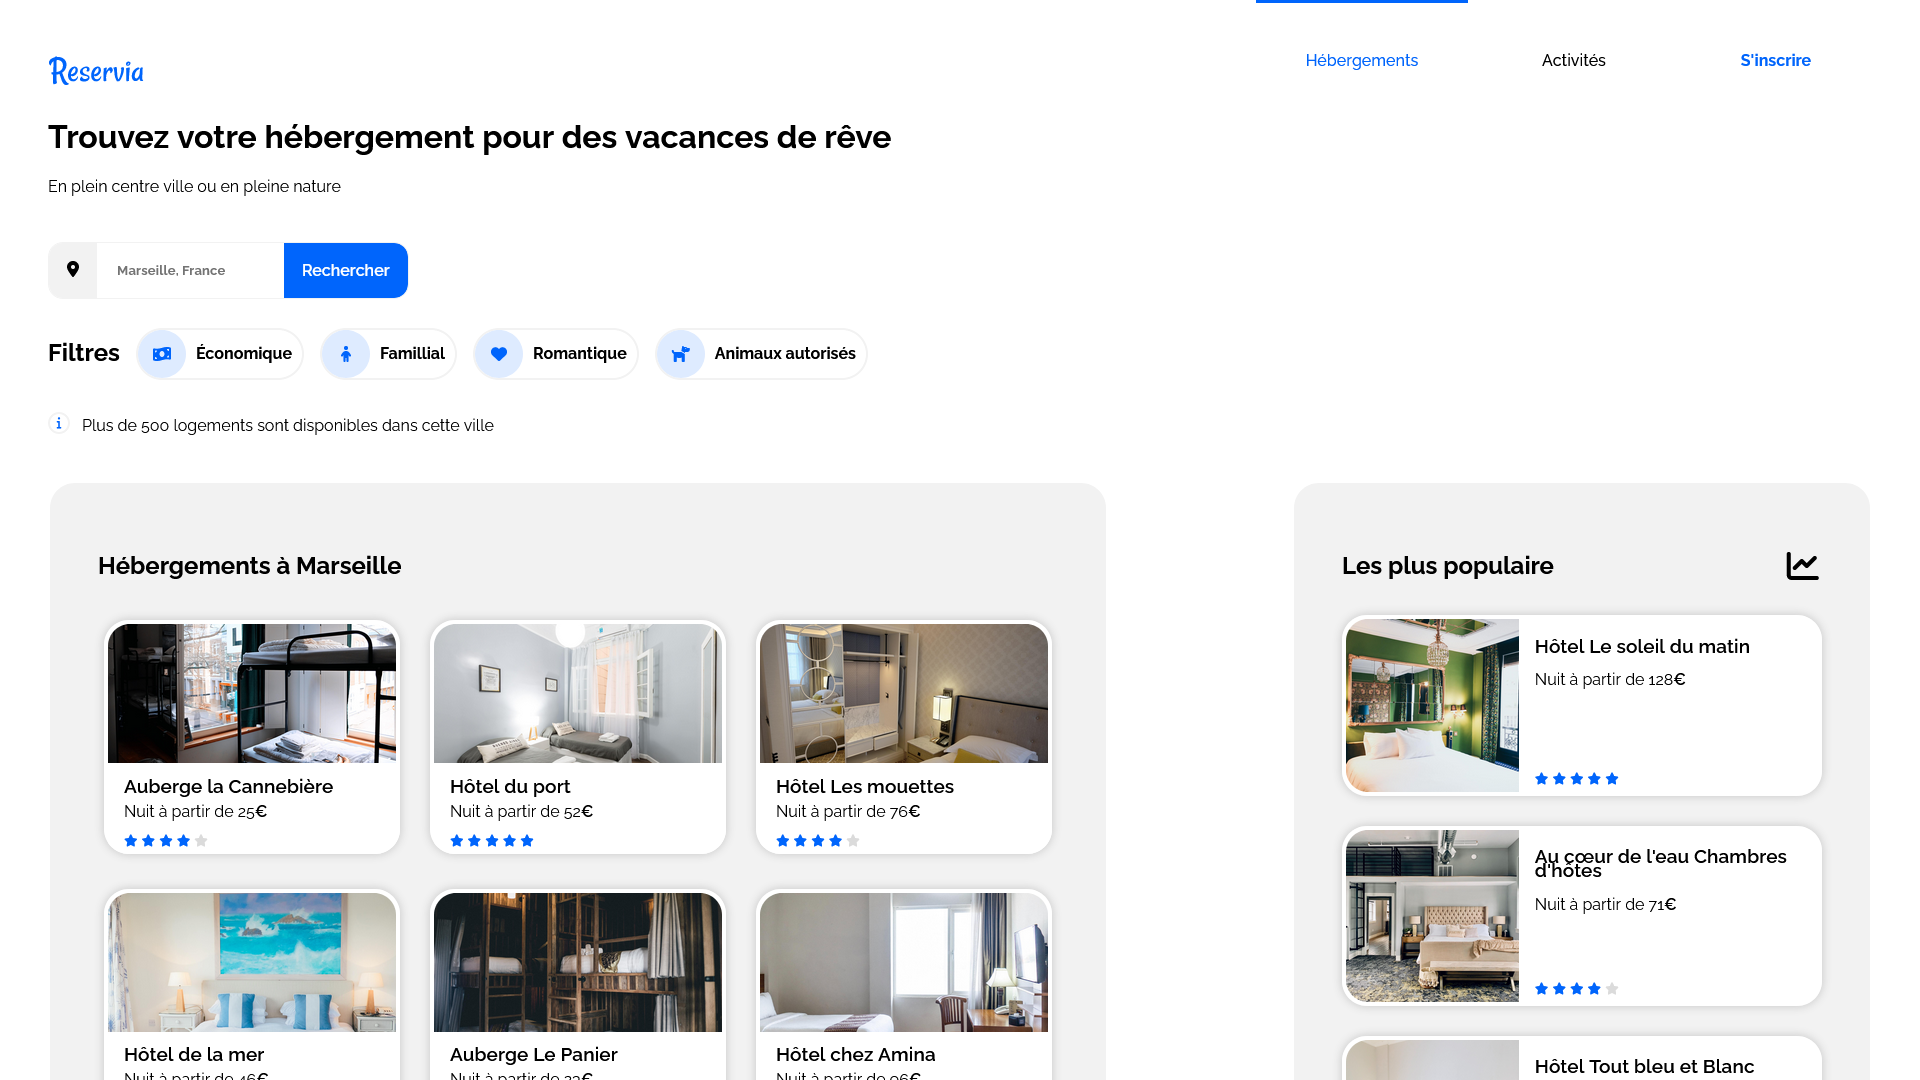 Reservia
Hébergements
Activités
S'inscrire
Trouvez votre hébergement pour des vacances de rêve
En plein centre ville ou en pleine nature
Marseille, France
Rechercher
Filtres
Économique
Famillial
Romantique
Animaux autorisés
Plus de 500 logements sont disponibles dans cette ville
Hébergements à Marseille
Auberge la Cannebière
Nuit à partir de 25€
Hôtel du port
Nuit à partir de 52€
Hôtel Les mouettes
Nuit à partir de 76€
Hôtel de la mer
Nuit à partir de 46€
Auberge Le Panier
Nuit à partir de 23€
Hôtel chez Amina
Nuit à partir de 96€
Les plus populaire
Hôtel Le soleil du matin
Nuit à partir de 128€
Au cœur de l'eau Chambres
d'hôtes
Nuit à partir de 71€
Hôtel Tout bleu et Blanc